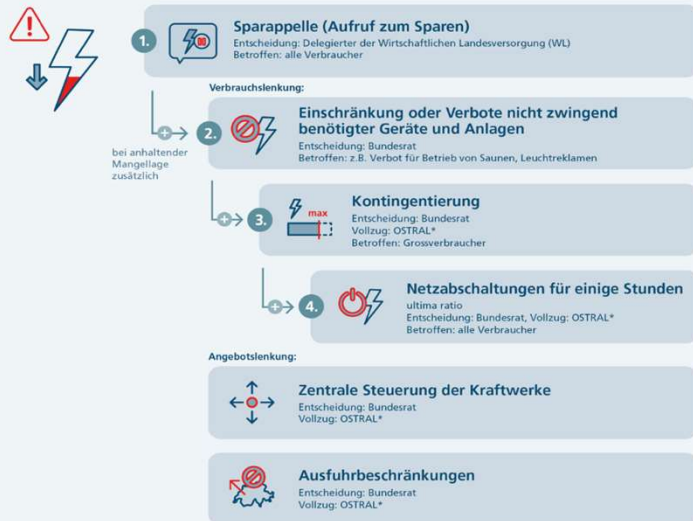 1.
Sparappelle (Aufruf zum Sparen)
Entscheidung: Delegierter der Wirtschaftlichen Landesversorgung (WL)
Betroffen: alle Verbraucher
Verbrauchslenkung:
bei anhaltender
Mangellage
zusätzlich
2.
Einschränkung oder Verbote nicht zwingend
benötigter Geräte und Anlagen
Entscheidung: Bundesrat
Betroffen: z.B. Verbot für Betrieb von Saunen, Leuchtreklamen
3.
max
Kontingentierung
Entscheidung: Bundesrat
Vollzug: OSTRAL*
Betroffen: Grossverbraucher
4.
Netzabschaltungen für einige Stunden
ultima ratio
Entscheidung: Bundesrat, Vollzug: OSTRAL*
Betroffen: alle Verbraucher
Angebotslenkung:
Zentrale Steuerung der Kraftwerke
Entscheidung: Bundesrat
Vollzug: OSTRAL*
Ausfuhrbeschränkungen
Entscheidung: Bundesrat
Vollzug: OSTRAL*